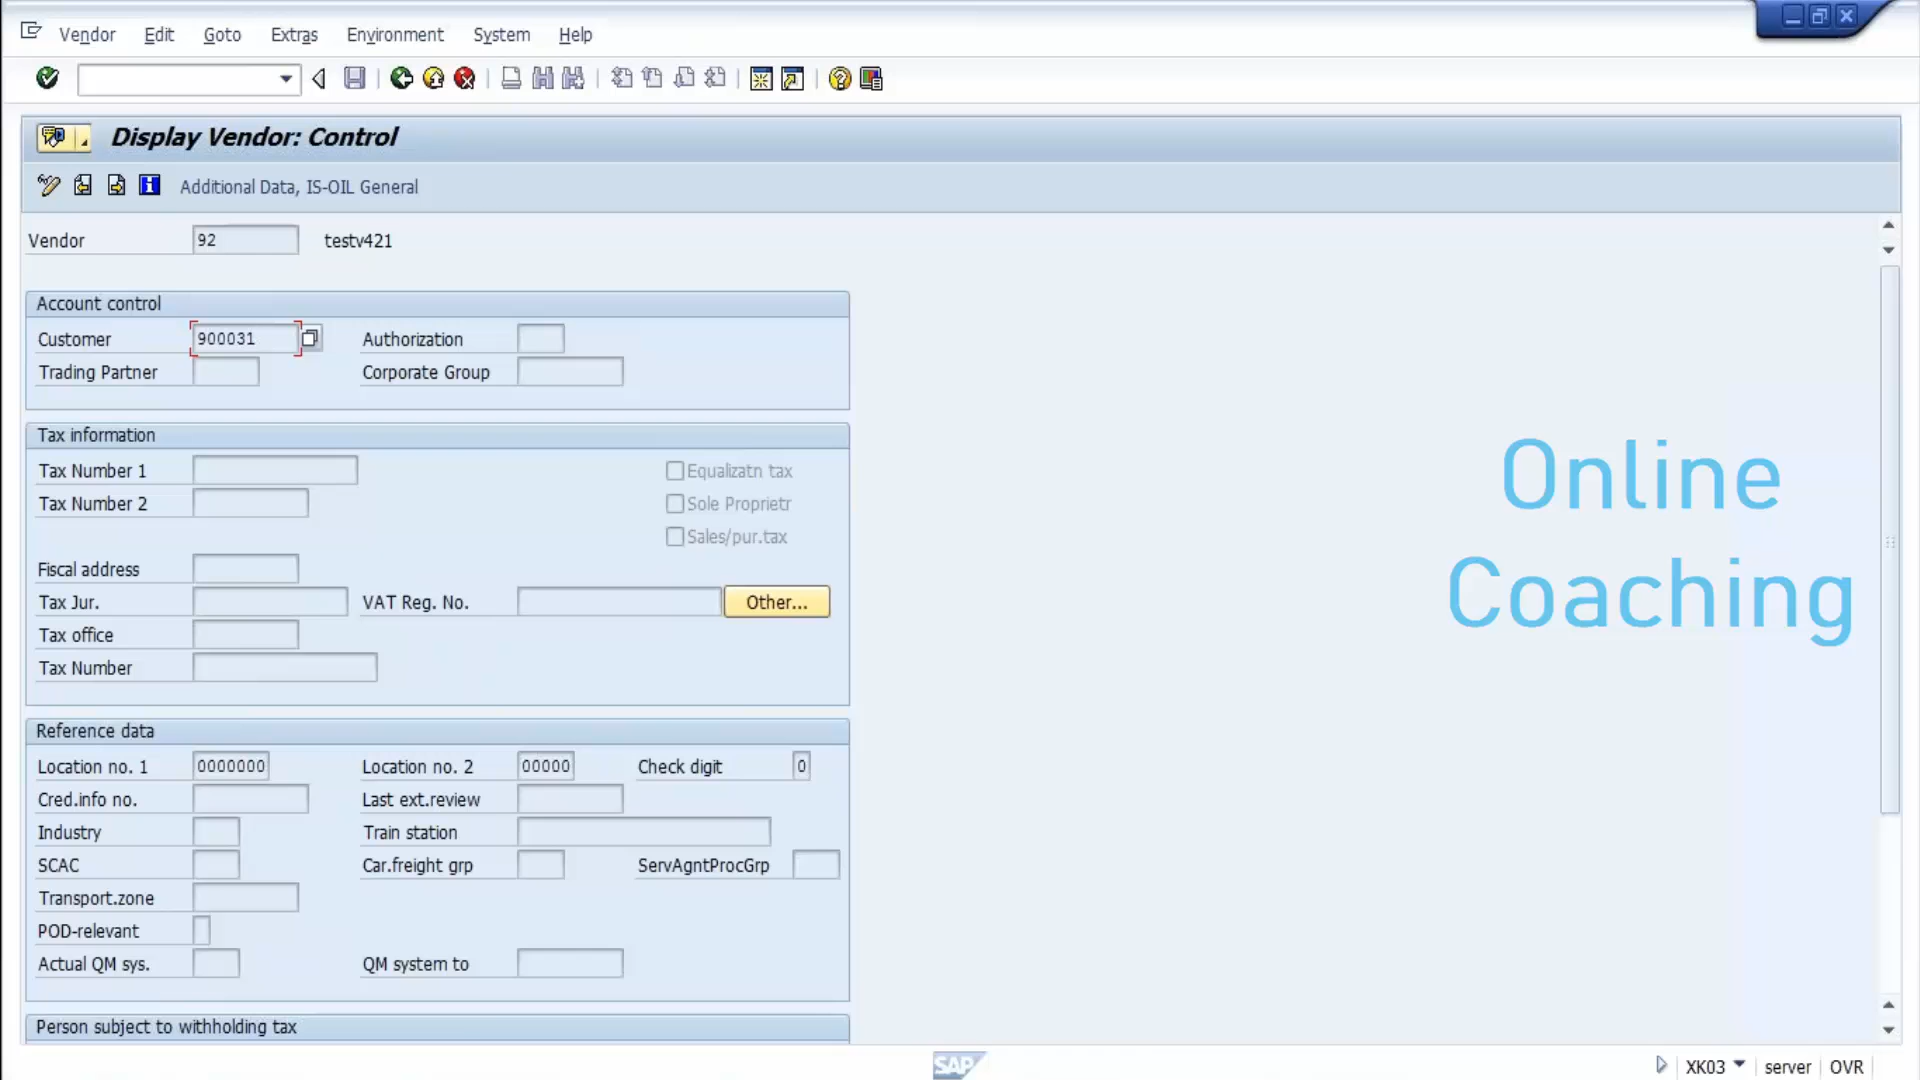 Vendor Edit Goto Extras Environment System Help
Display Vendor: Control
Additional Data, IS-OIL General
Vendor 92 testv421
Account control
Customer 900031 Authorization
Trading Partner Corporate Group
Tax information
Tax Number 1 Equalizatn tax
Tax Number 2 Sole Proprietr
Sales/pur.tax
Fiscal address
Tax Jur. VAT Reg. No. Other...
Tax office
Tax Number
Online
Coaching
Reference data
Location no. 1 0000000 Location no. 2 00000 Check digit 0
Cred.info no. Last ext.review
Industry Train station
SCAC Car.freight grp ServAgntProcGrp
Transport.zone
POD-relevant
Actual QM sys. QM system to
Person subject to withholding tax
SAP XK03 server OVR